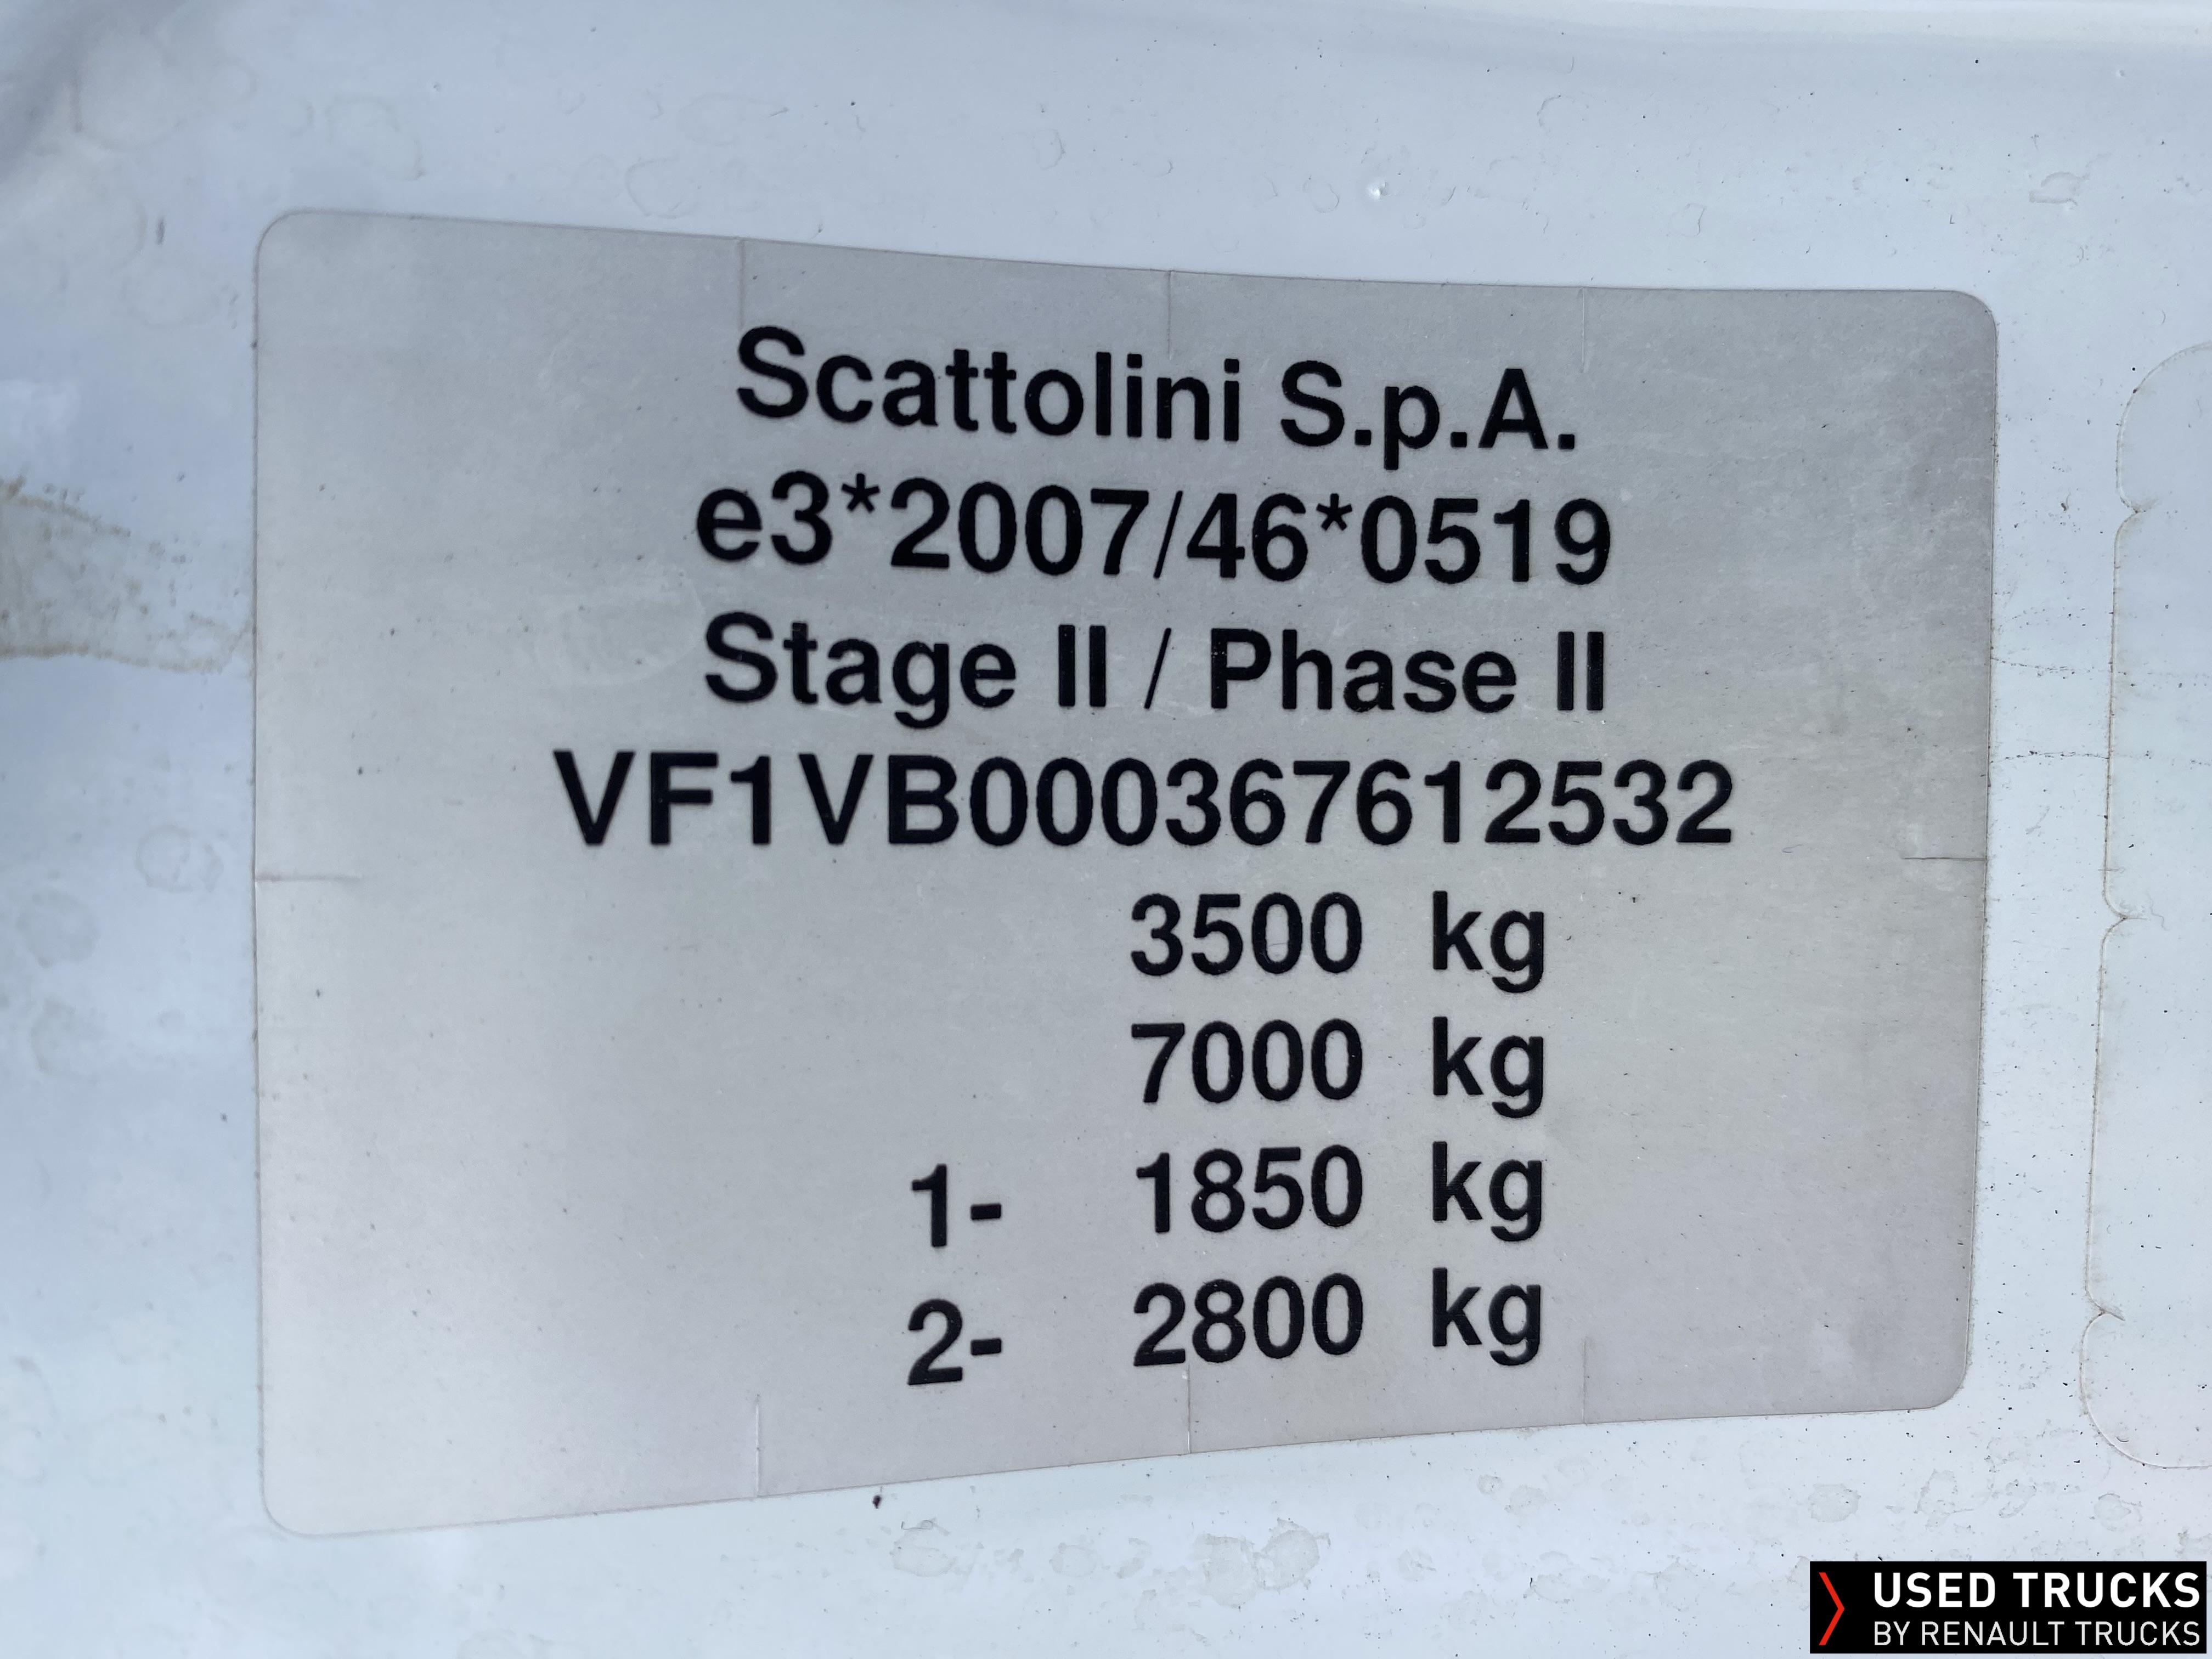 Scattolini S.p.A.
e3*2007/46*0519
Stage II / Phase II
VF1VB000367612532
3500 kg
7000 kg
1- 1850 kg
2- 2800 kg
USED TRUCKS
BY RENAULT TRUCKS